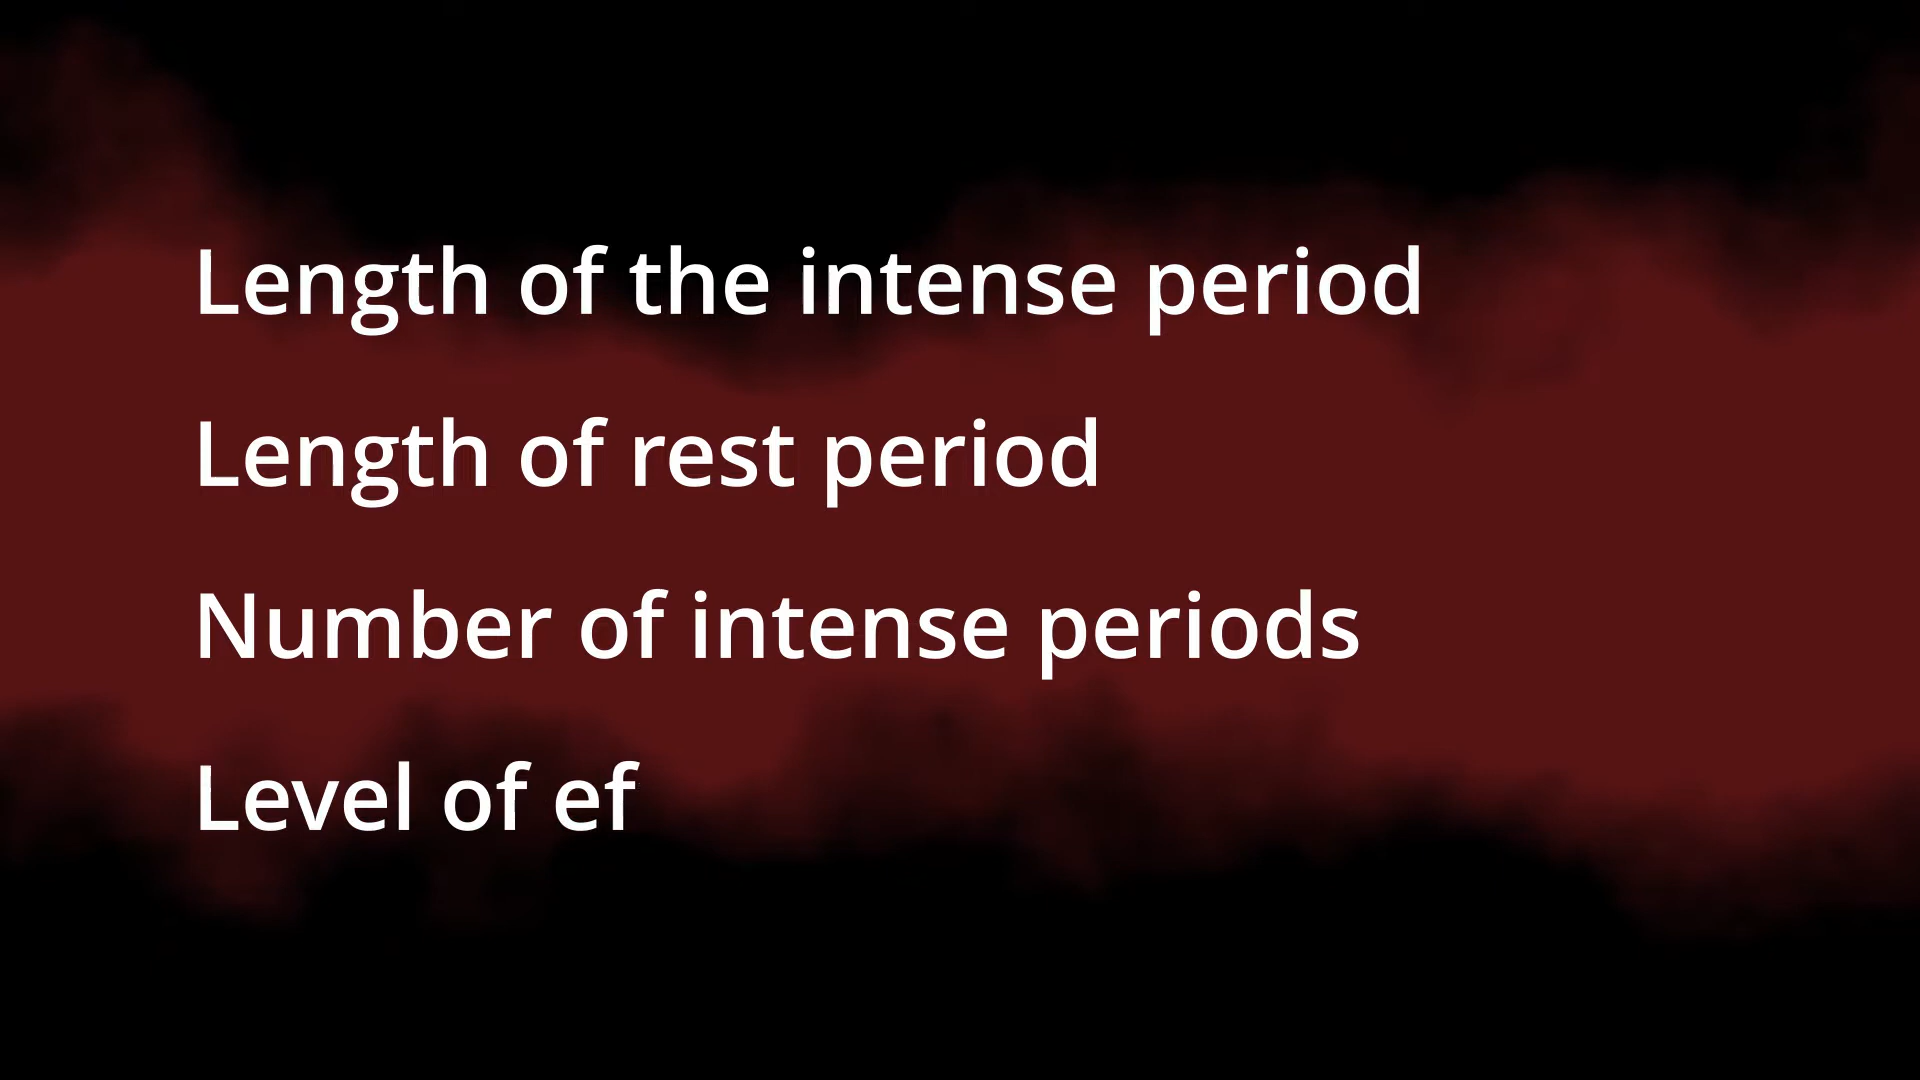 Length of the intense period
Length of rest period
Number of intense periods
Level of ef